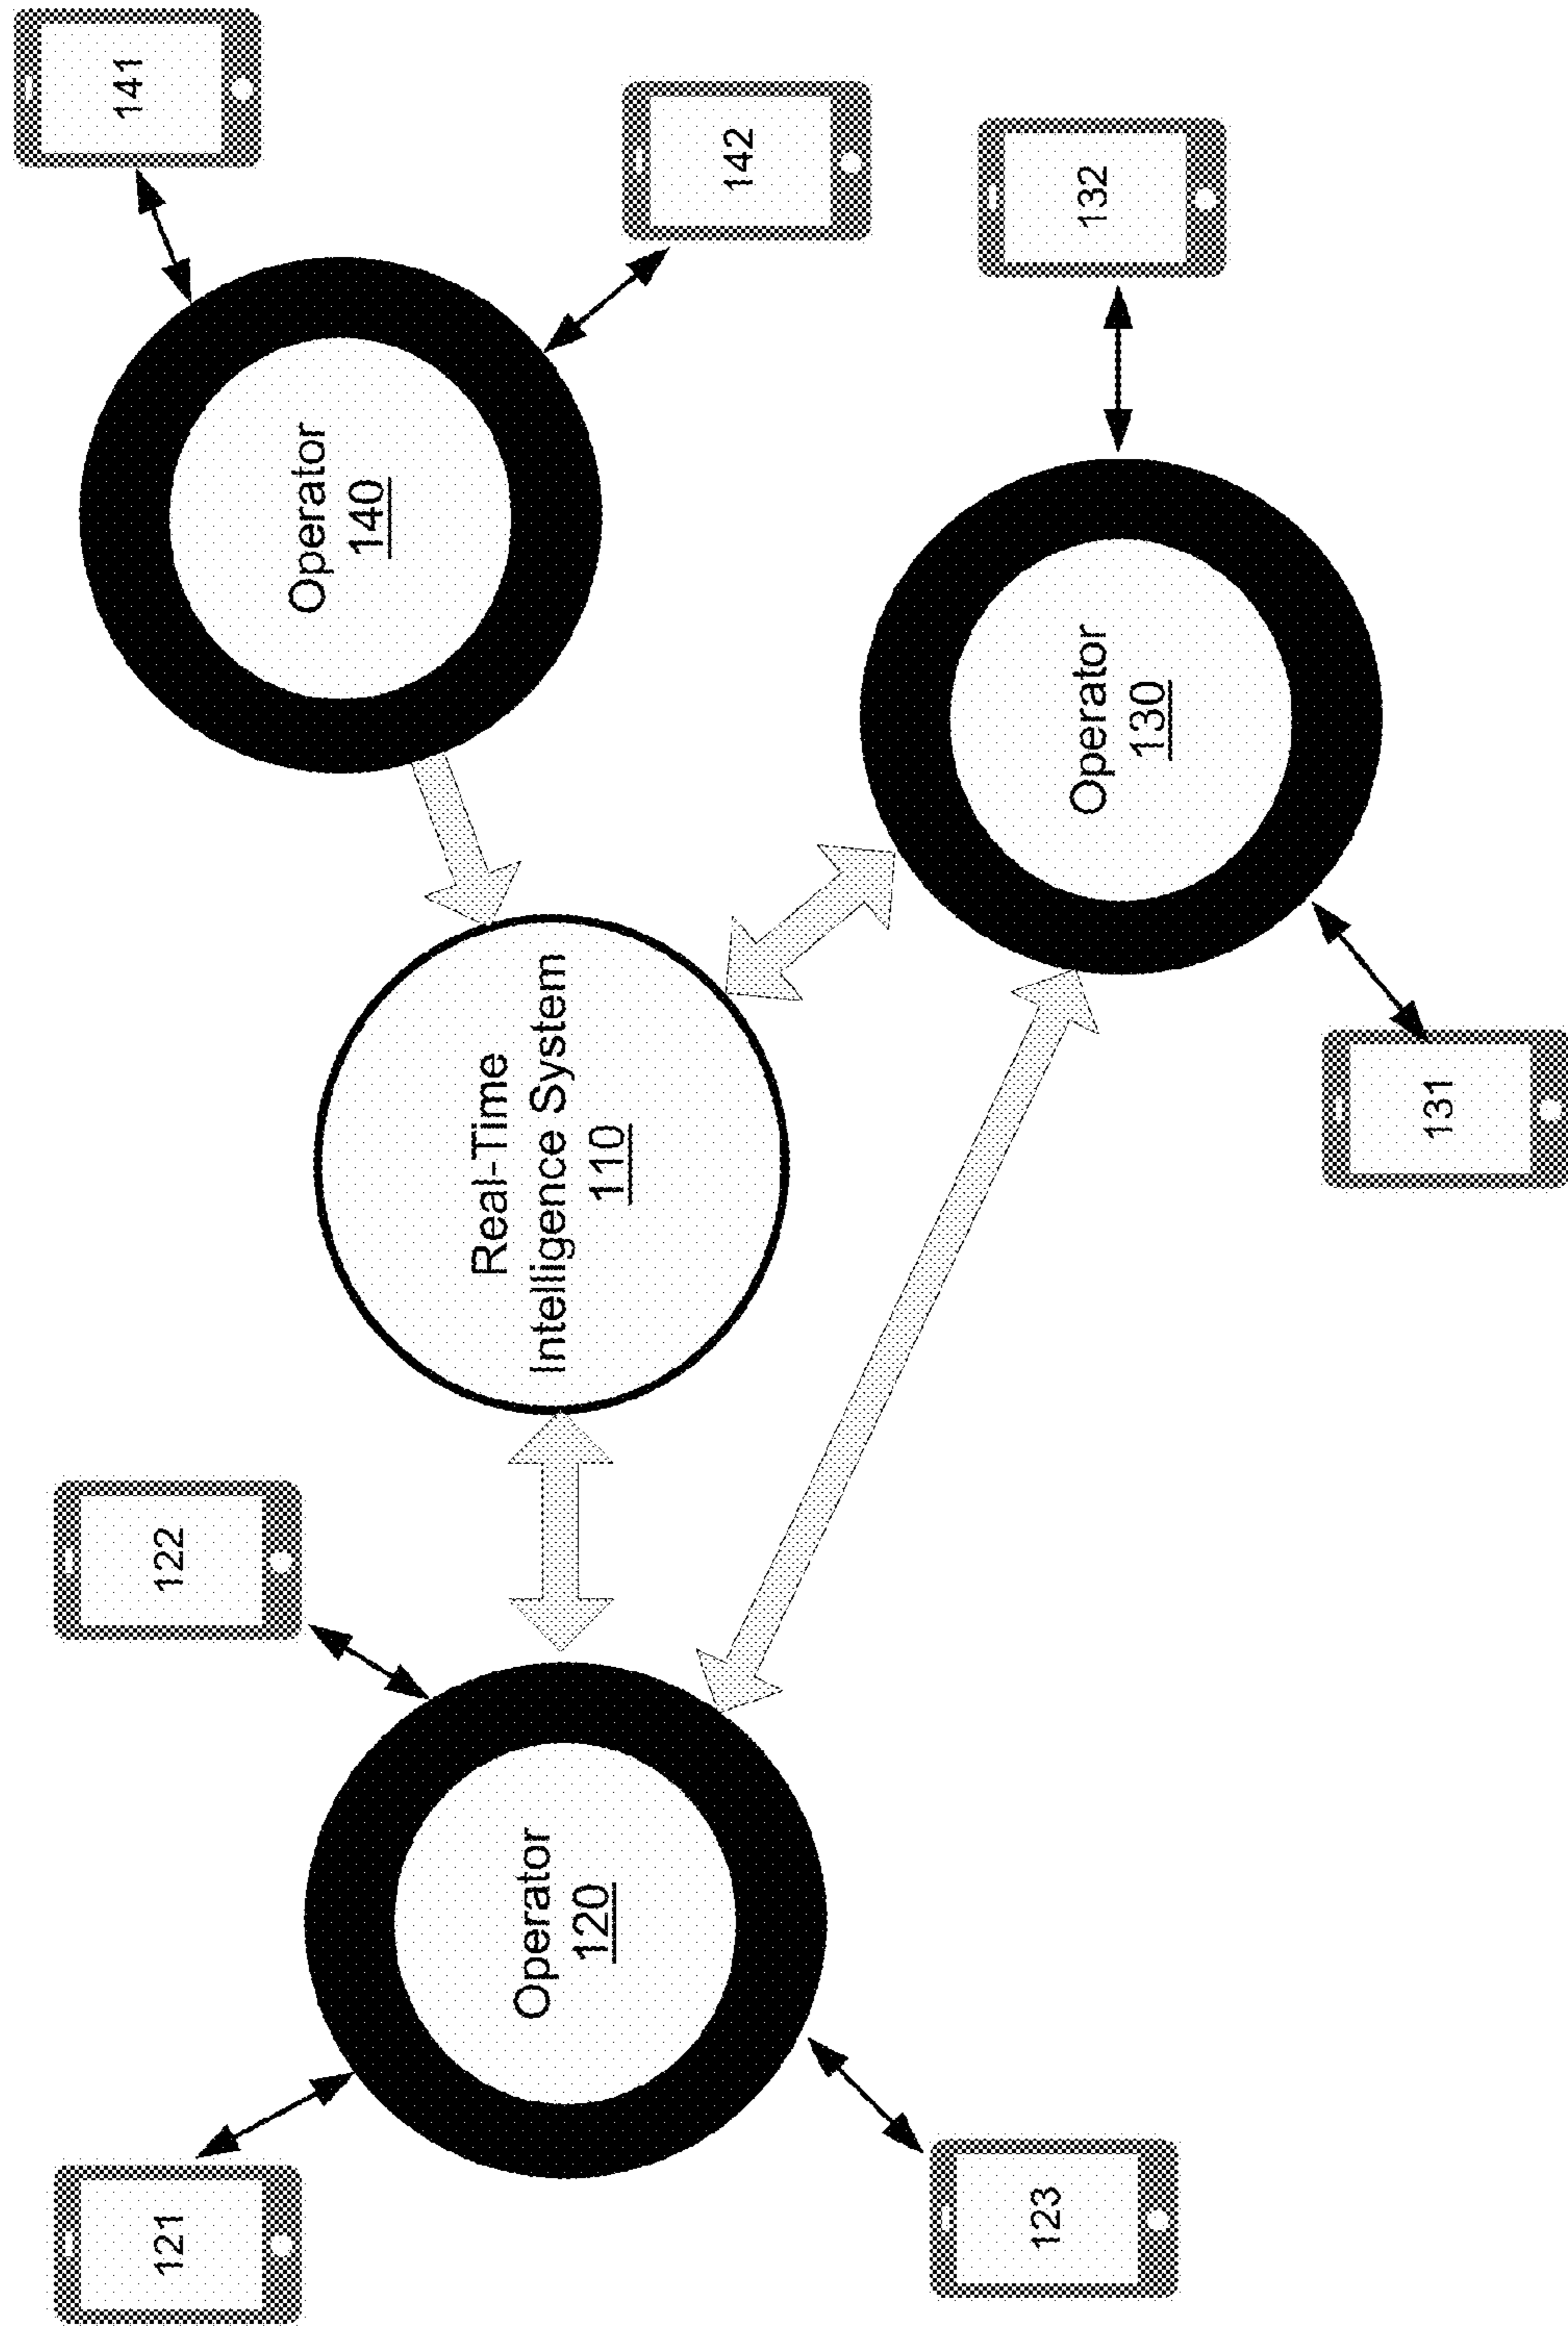 121
122
Operator
120
123
Real-Time
Intelligence System
110
Operator
140
141
142
Operator
130
131
132